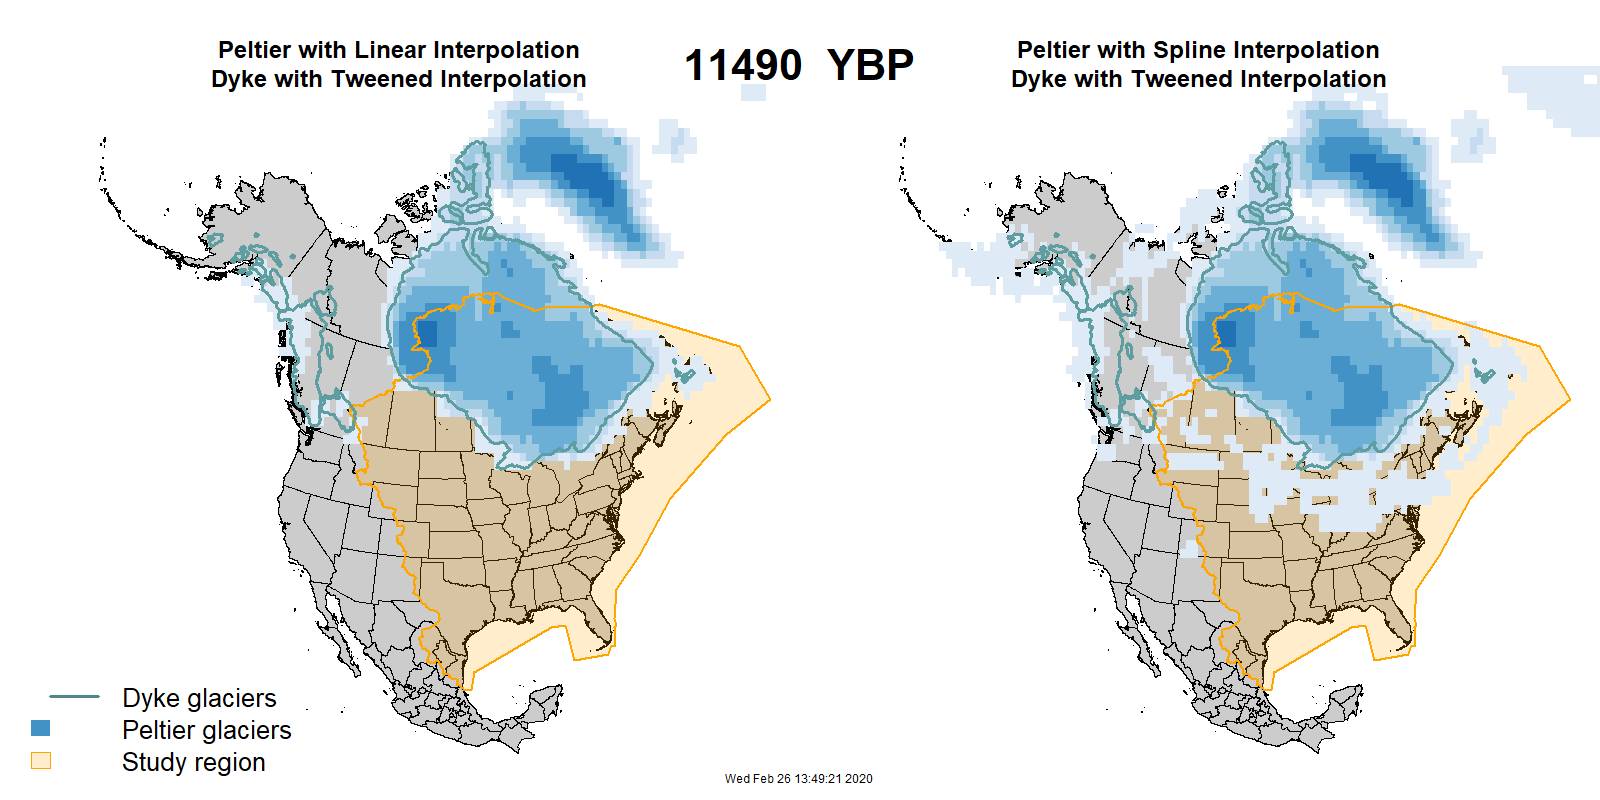 Peltier with Linear Interpolation
Dyke with Tweened Interpolation
11490 YBP
Peltier with Spline Interpolation
Dyke with Tweened Interpolation
Dyke glaciers
Peltier glaciers
Study region
Wed Feb 26 13:49:21 2020